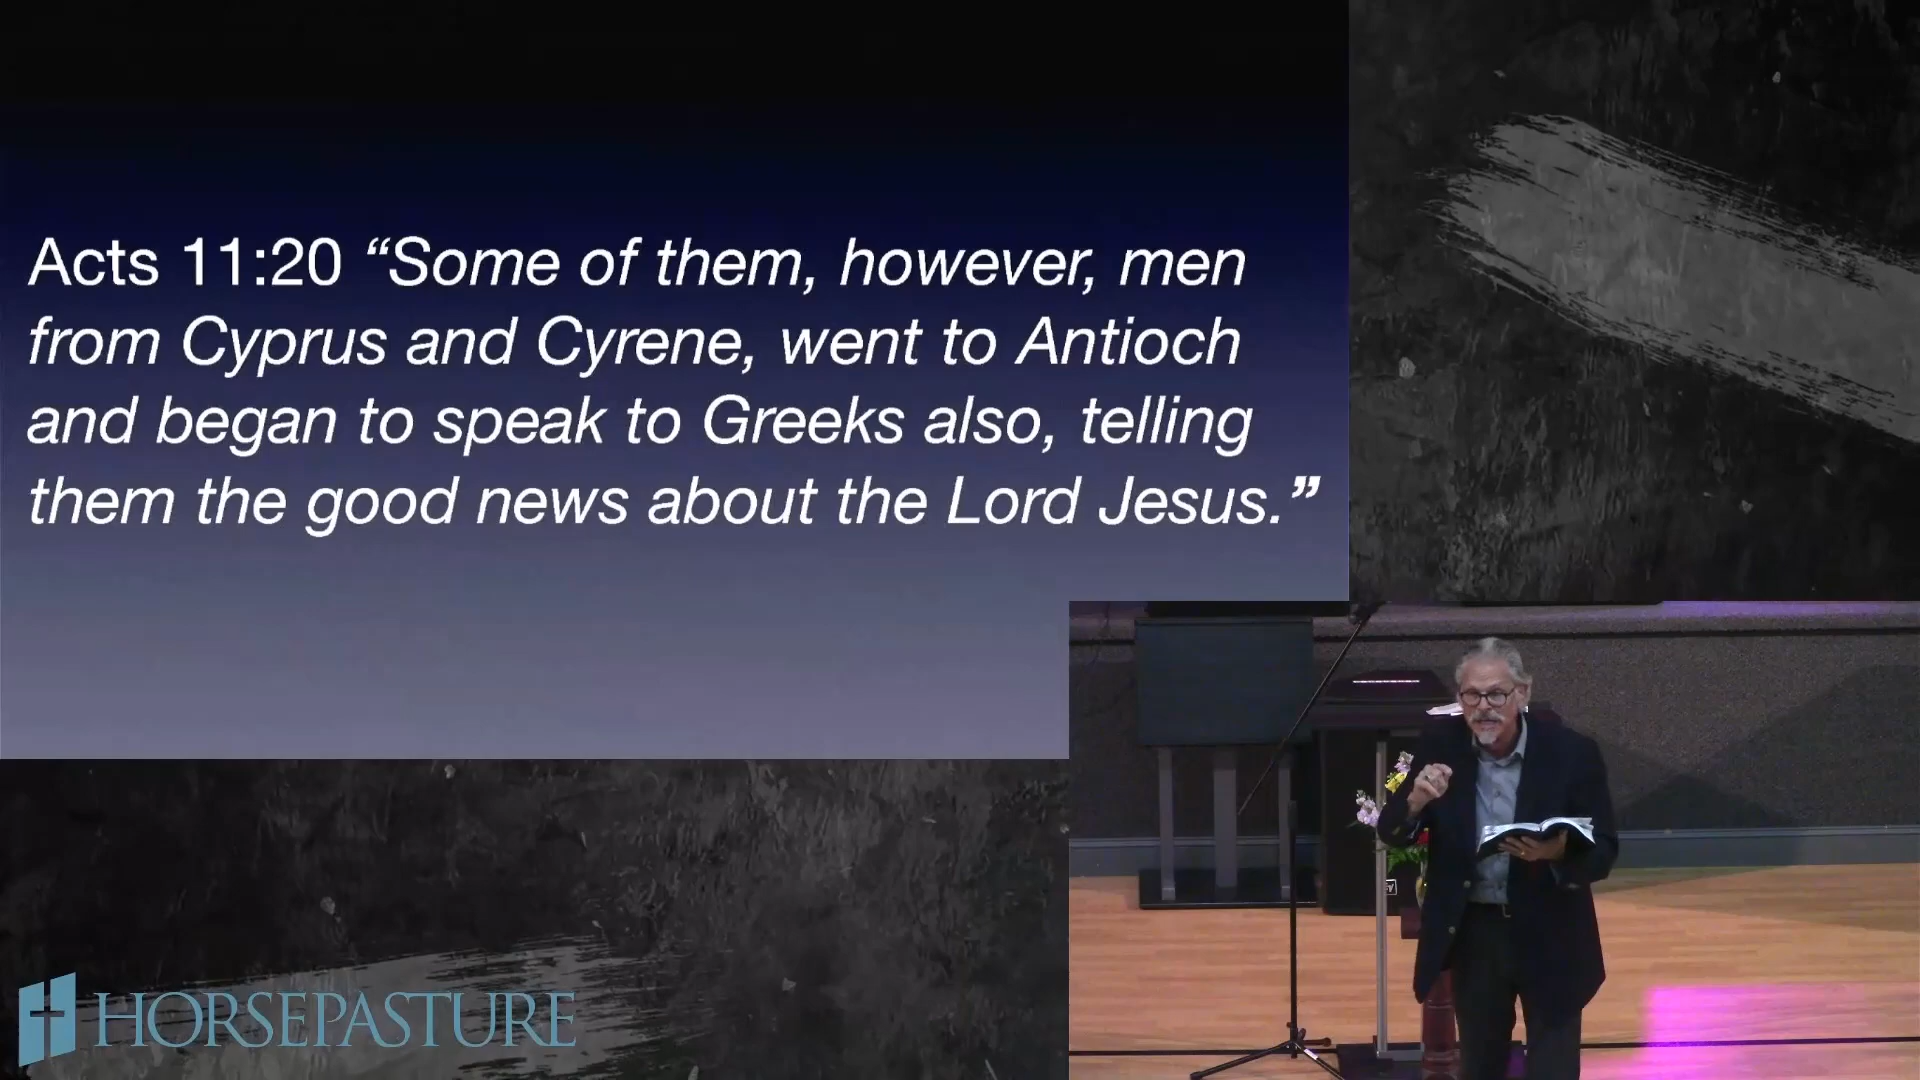 Acts 11:20 “Some of them, however, men
from Cyprus and Cyrene, went to Antioch
and began to speak to Greeks also, telling
them the good news about the Lord Jesus.”
HORSEPASTURE